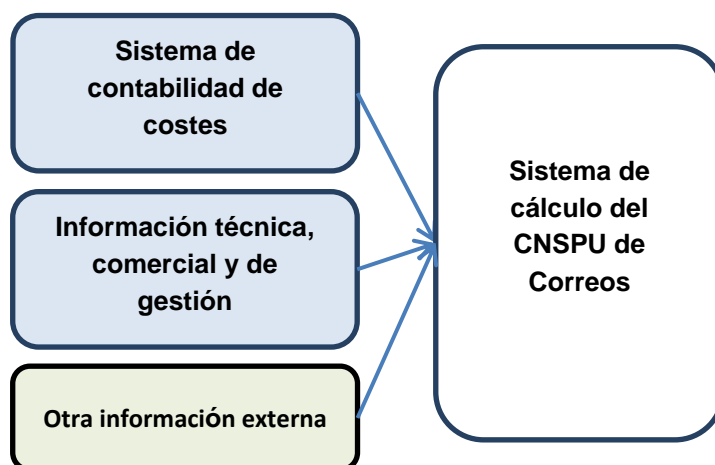 Sistema de
contabilidad de
costes
Información técnica,
comercial y de
gestión
Otra información externa
Sistema de
cálculo del
CNSPU de
Correos